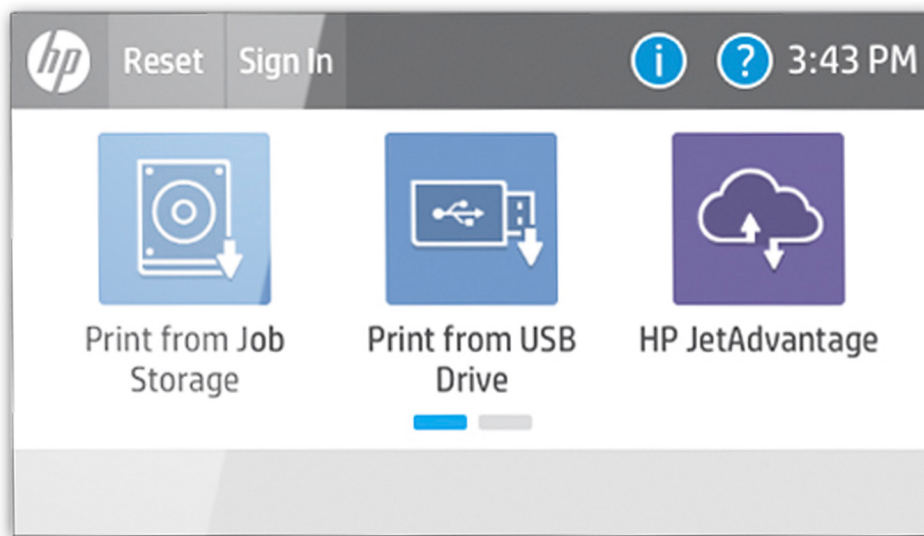 hp Reset Sign In i ? 3:43 PM
Print from Job Print from USB HP JetAdvantage
Storage Drive